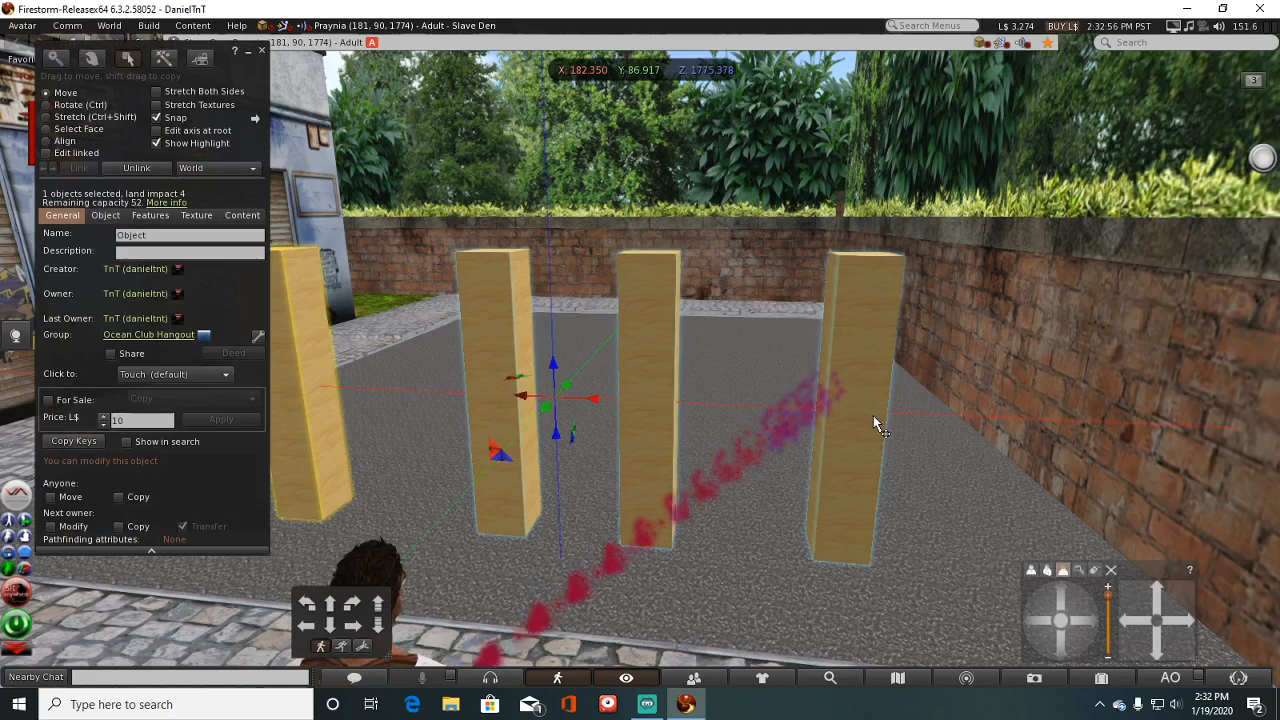 Firestorm-Releasex64 6.3.2.58052 - DanielTnT
Avatar Comm World Build Content Help Praynia (181, 90, 1774) - Adult - Slave Den Search Menus L$ 3,274 BUY L$ 2:32:56 PM PST 151.6
(181, 90, 1774) - Adult A Search
X: 182.350 Y: 86.917 Z: 1775.378
3
? 
Drag to move, shift-drag to copy
Move Stretch Both Sides
Rotate (Ctrl) Stretch Textures
Stretch (Ctrl+Shift) Snap
Select Face Edit axis at root
Align Show Highlight
Edit linked
Link Unlink World
1 objects selected, land impact 4
Remaining capacity 52. More info
General Object Features Texture Content
Name: Object
Description:
Creator: TnT (danieltnt)
Owner: TnT (danieltnt)
Last Owner: TnT (danieltnt)
Group: Ocean Club Hangout
Share Deed
Click to: Touch (default)
For Sale: Copy
Price: L$ 10 Apply
Copy Keys Show in search
You can modify this object
Anyone:
Move Copy
Next owner:
Modify Copy Transfer
Pathfinding attributes: None
?
Nearby Chat AO
Type here to search
2:32 PM
1/19/2020
2